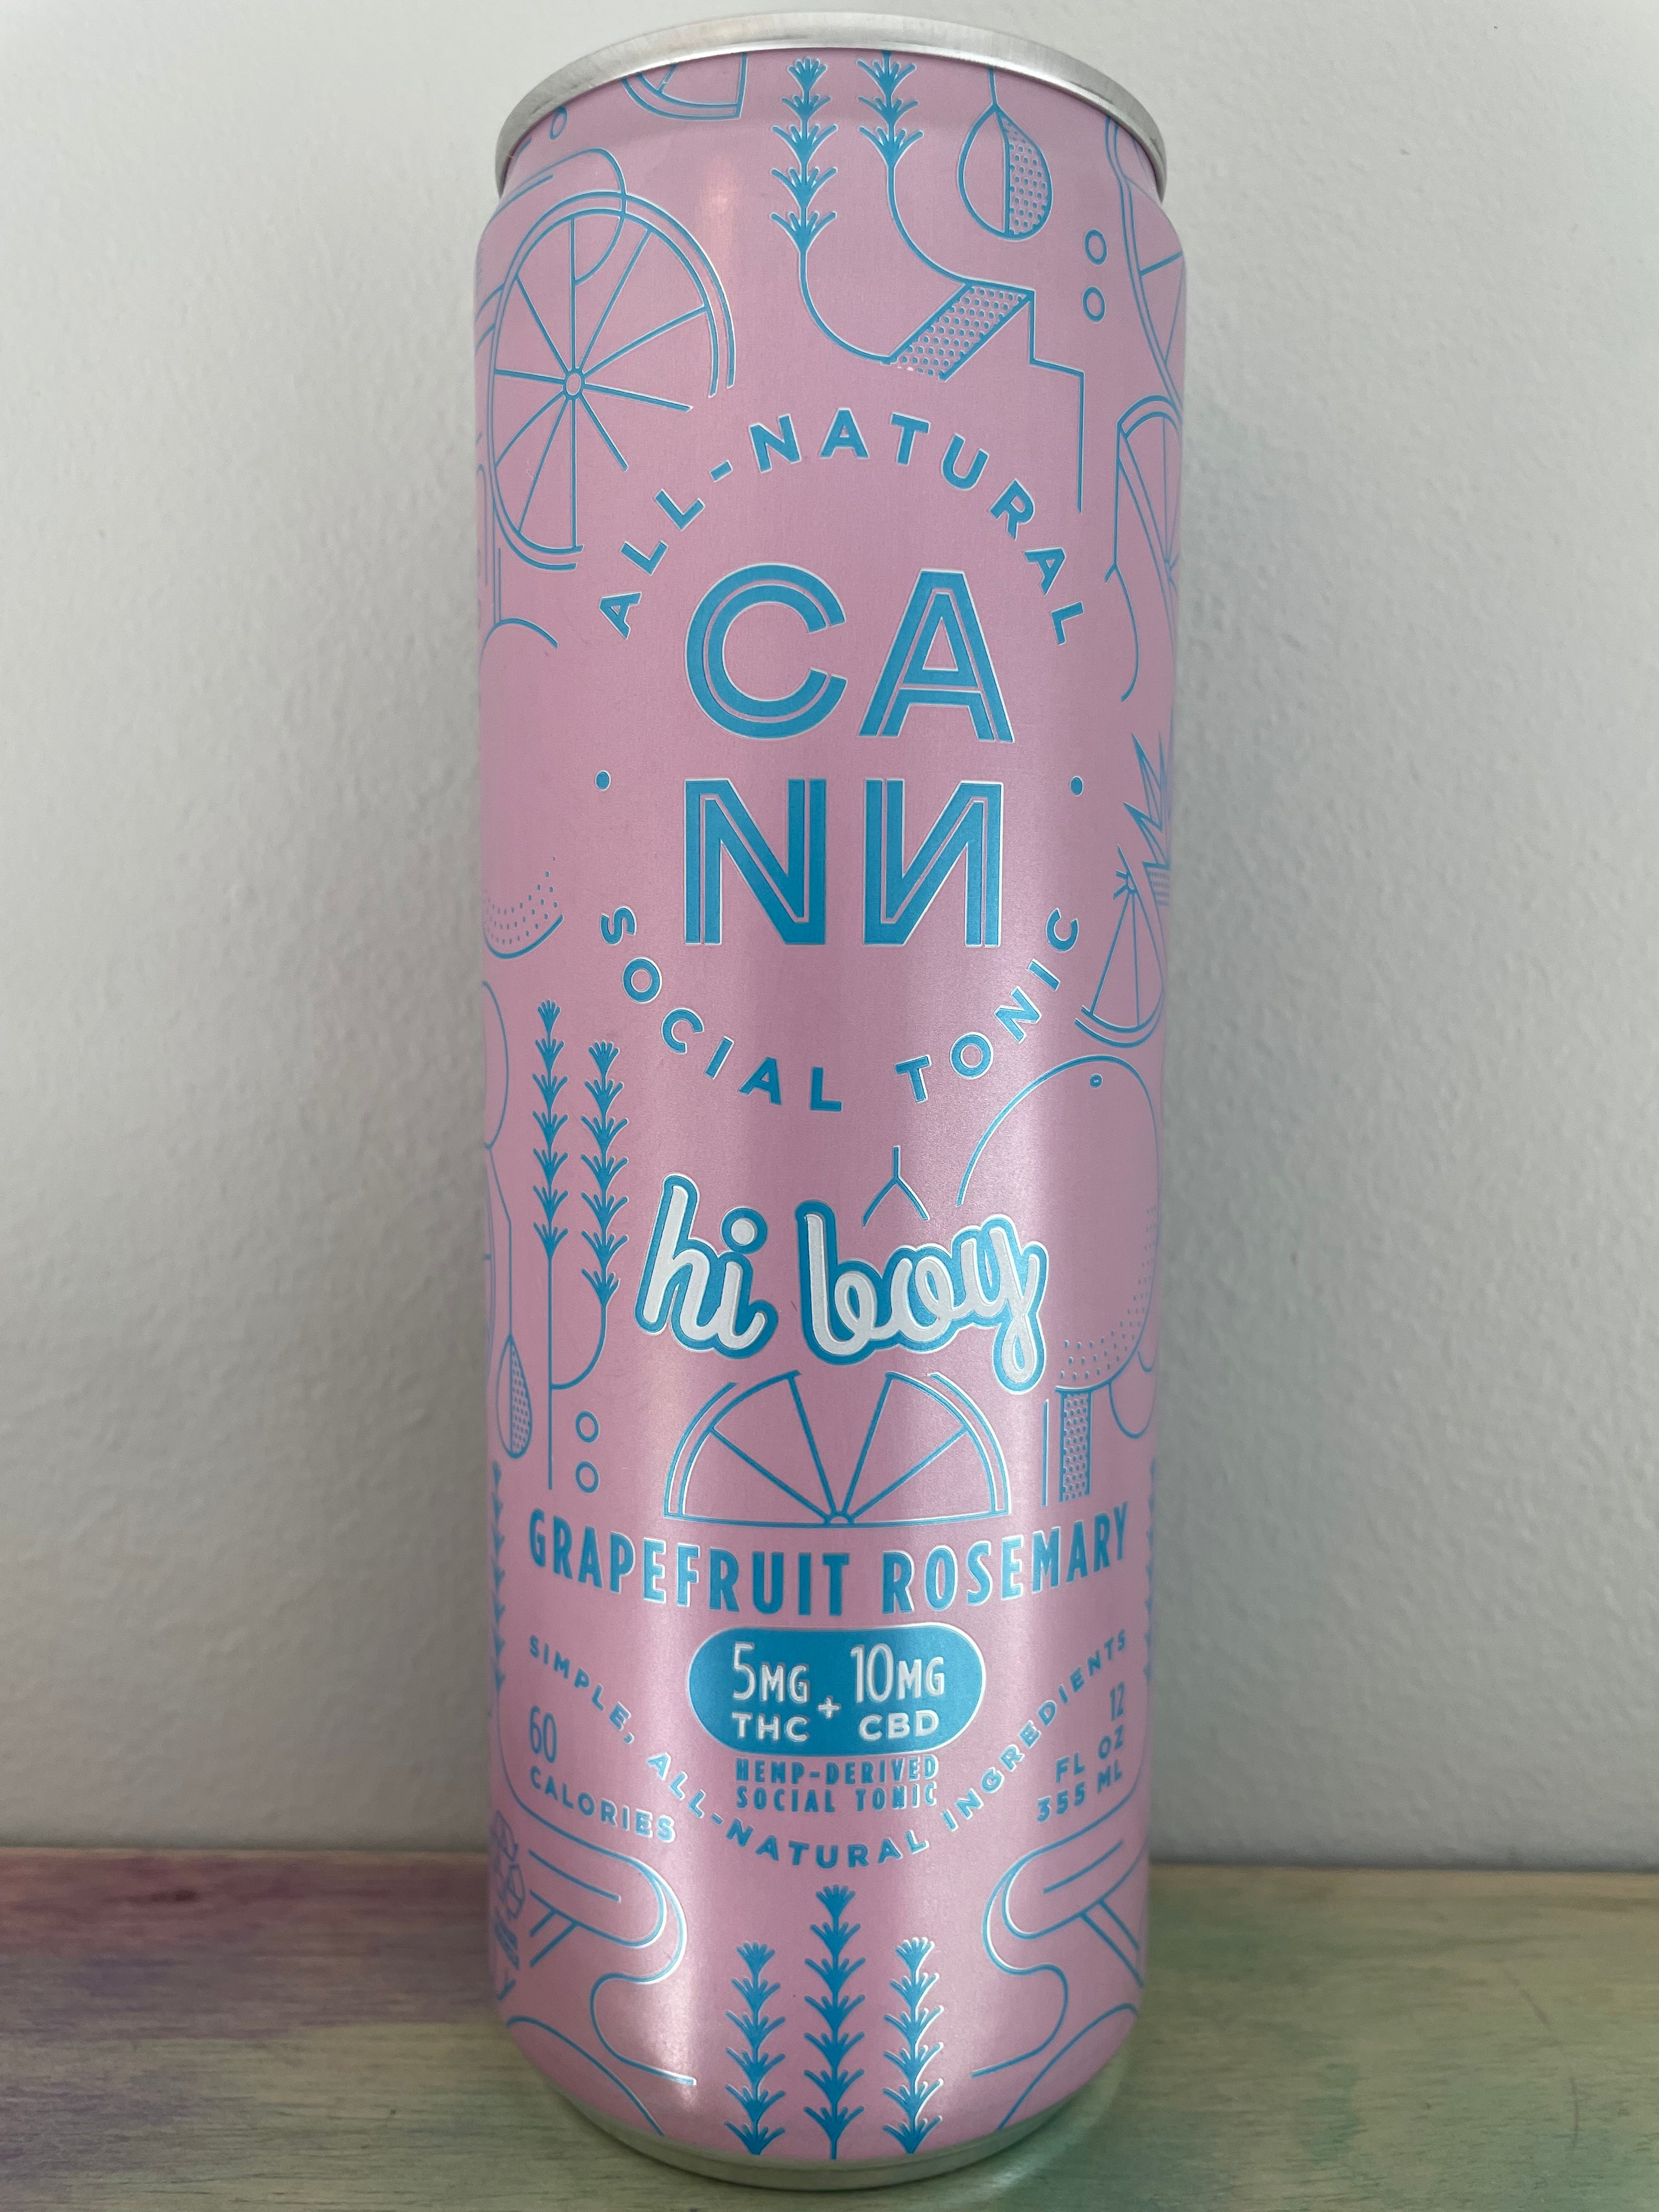 ALL-NATURAL
CA
NN
SOCIAL TONIC
hi boy
GRAPEFRUIT ROSEMARY
5MG THC + 10MG CBD
HEMP-DERIVED
SOCIAL TONIC
SIMPLE, ALL-NATURAL INGREDIENTS
60
CALORIES
12
FL OZ
355 ML